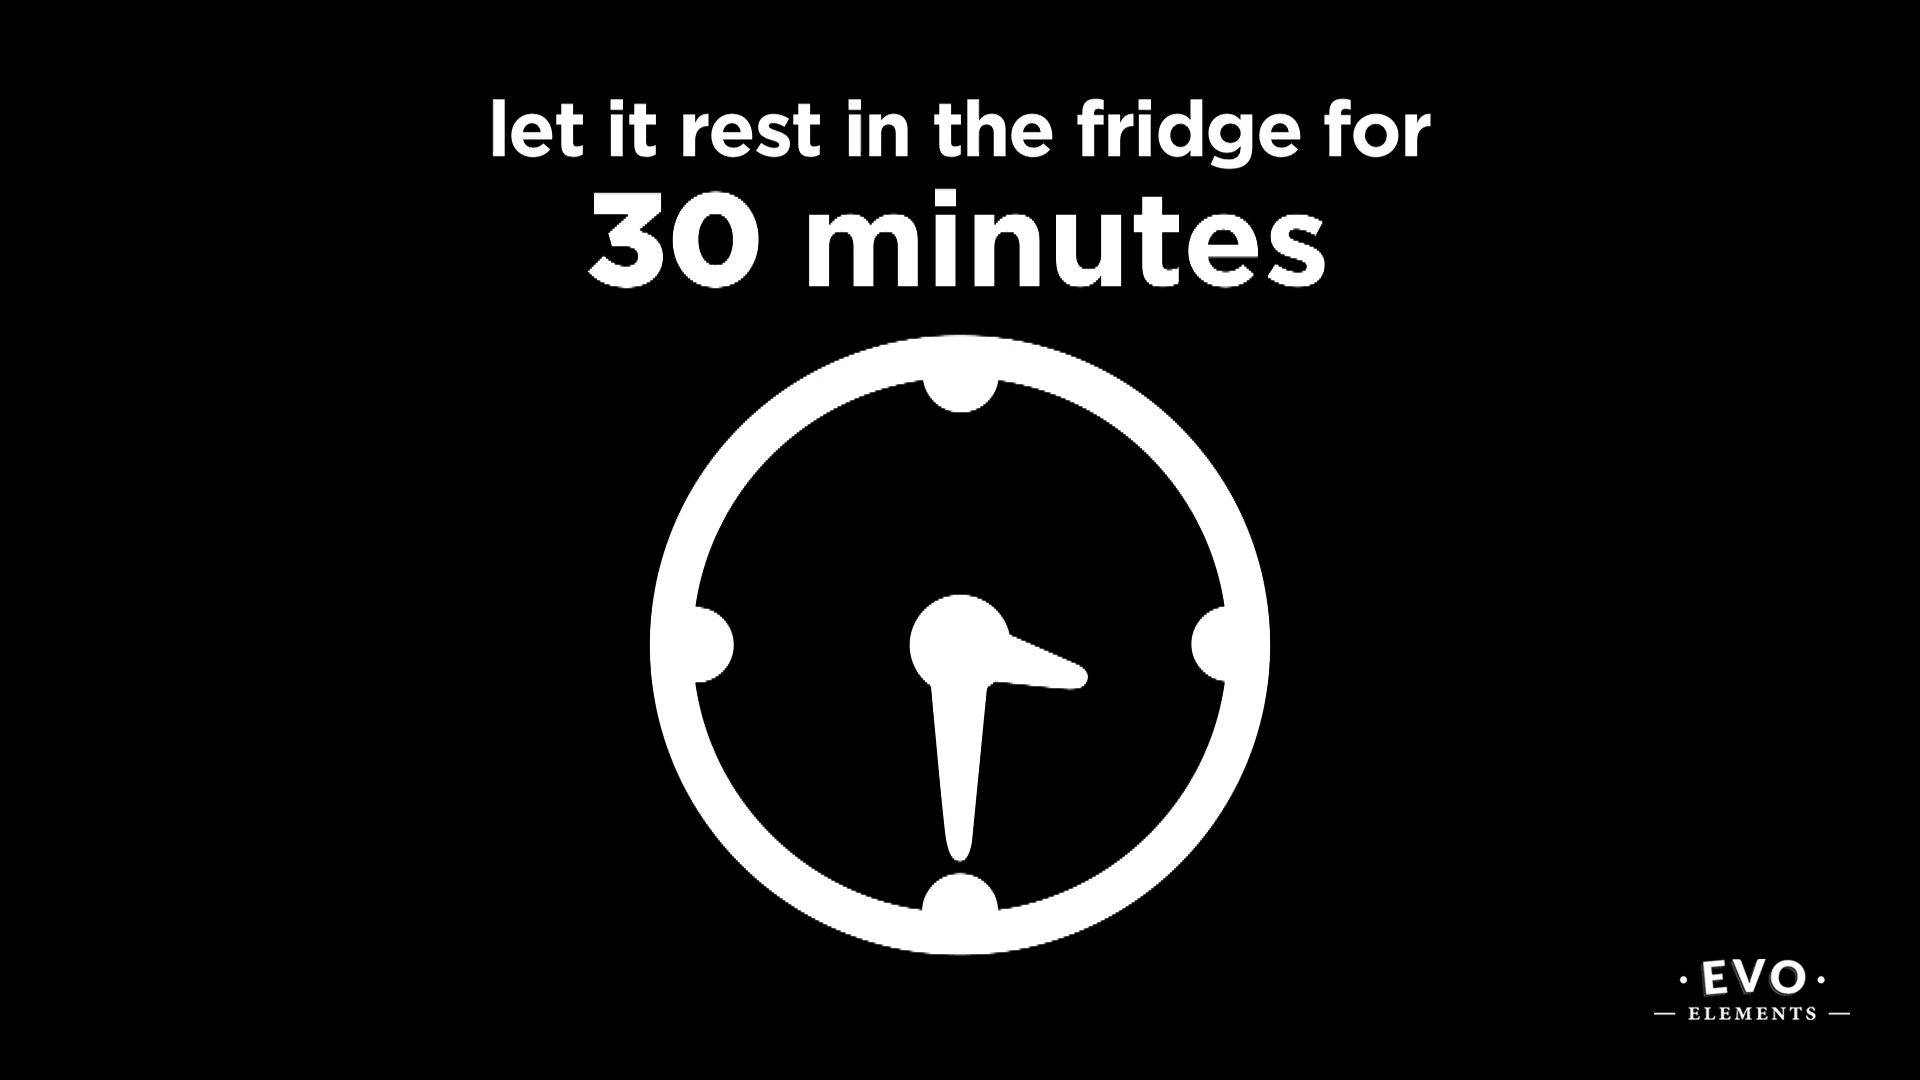 let it rest in the fridge for
30 minutes
· EVO ·
— ELEMENTS —